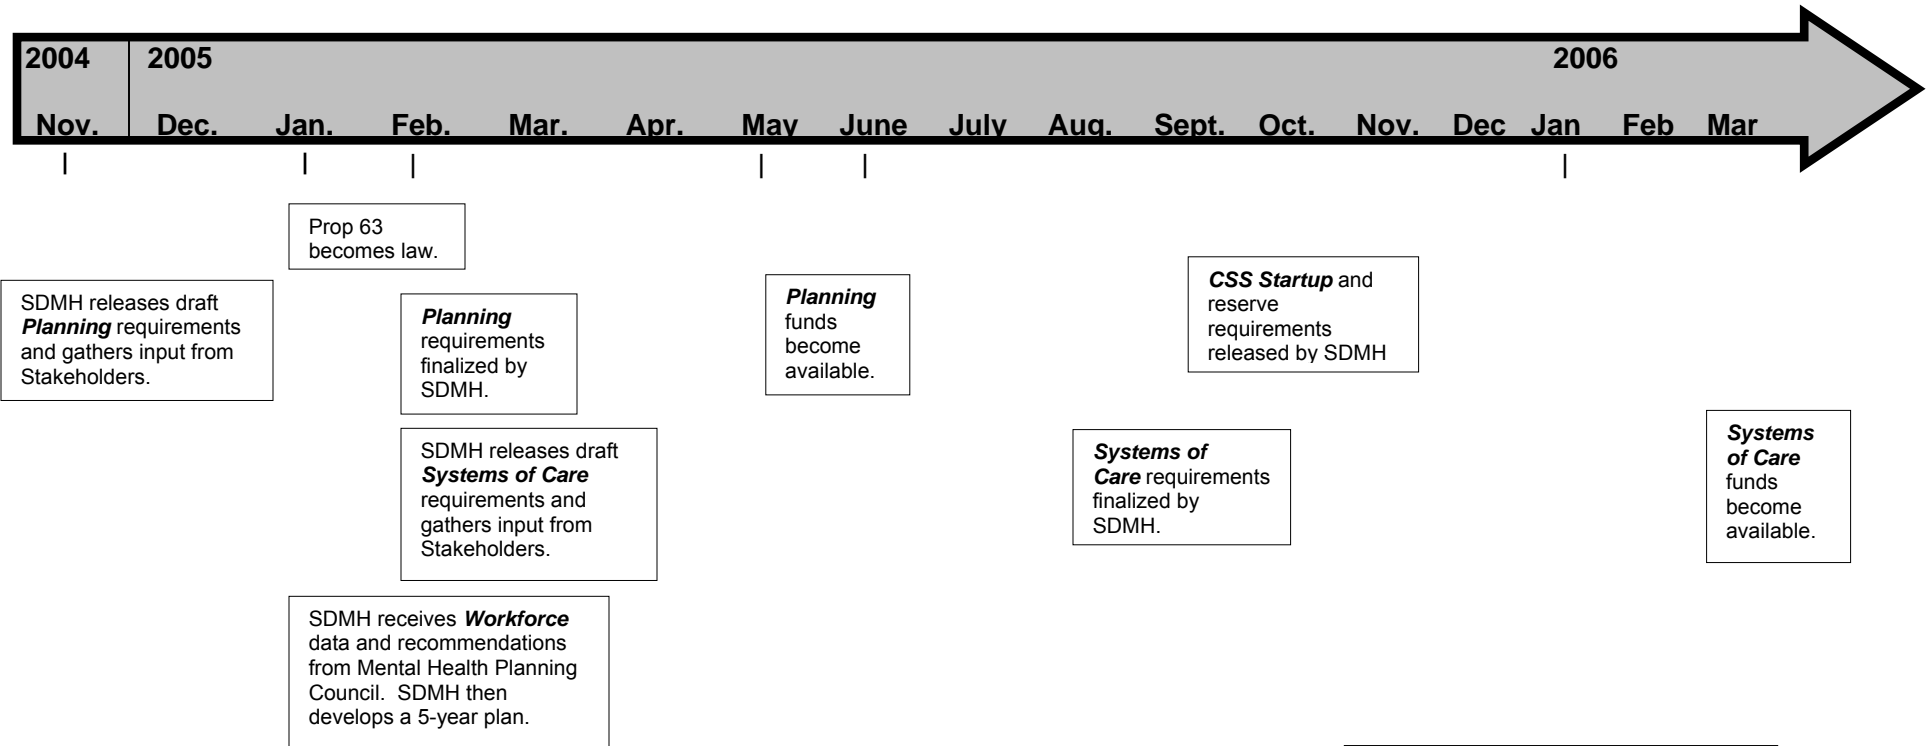 2004 2005 2006
Nov. Dec. Jan. Feb. Mar. Apr. May June July Aug. Sept. Oct. Nov. Dec Jan Feb Mar
Prop 63
becomes law.
SDMH releases draft
Planning requirements
and gathers input from
Stakeholders.
Planning
requirements
finalized by
SDMH.
Planning
funds
become
available.
CSS Startup and
reserve
requirements
released by SDMH
SDMH releases draft
Systems of Care
requirements and
gathers input from
Stakeholders.
Systems of
Care requirements
finalized by
SDMH.
Systems
of Care
funds
become
available.
SDMH receives Workforce
data and recommendations
from Mental Health Planning
Council. SDMH then
develops a 5-year plan.